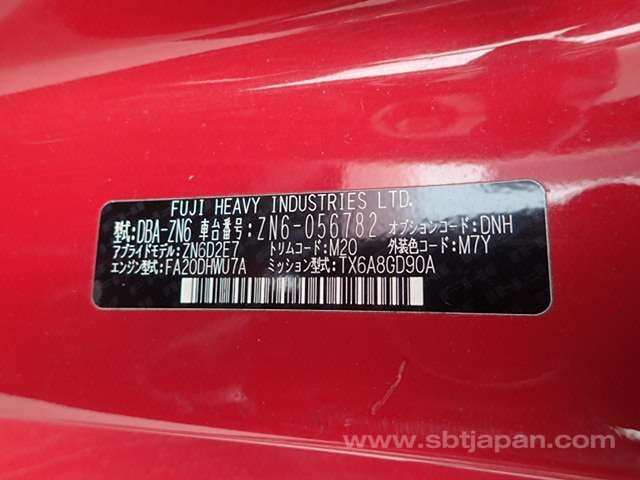 FUJI HEAVY INDUSTRIES LTD.
型式:DBA-ZN6 車台番号:ZN6-056782 オプションコード:DNH
アプライドモデル:ZN6D2E7 トリムコード:M20 外装色コード:M7Y
エンジン型式:FA20DHWU7A ミッション型式:TX6A8GD90A
www.sbtjapan.com